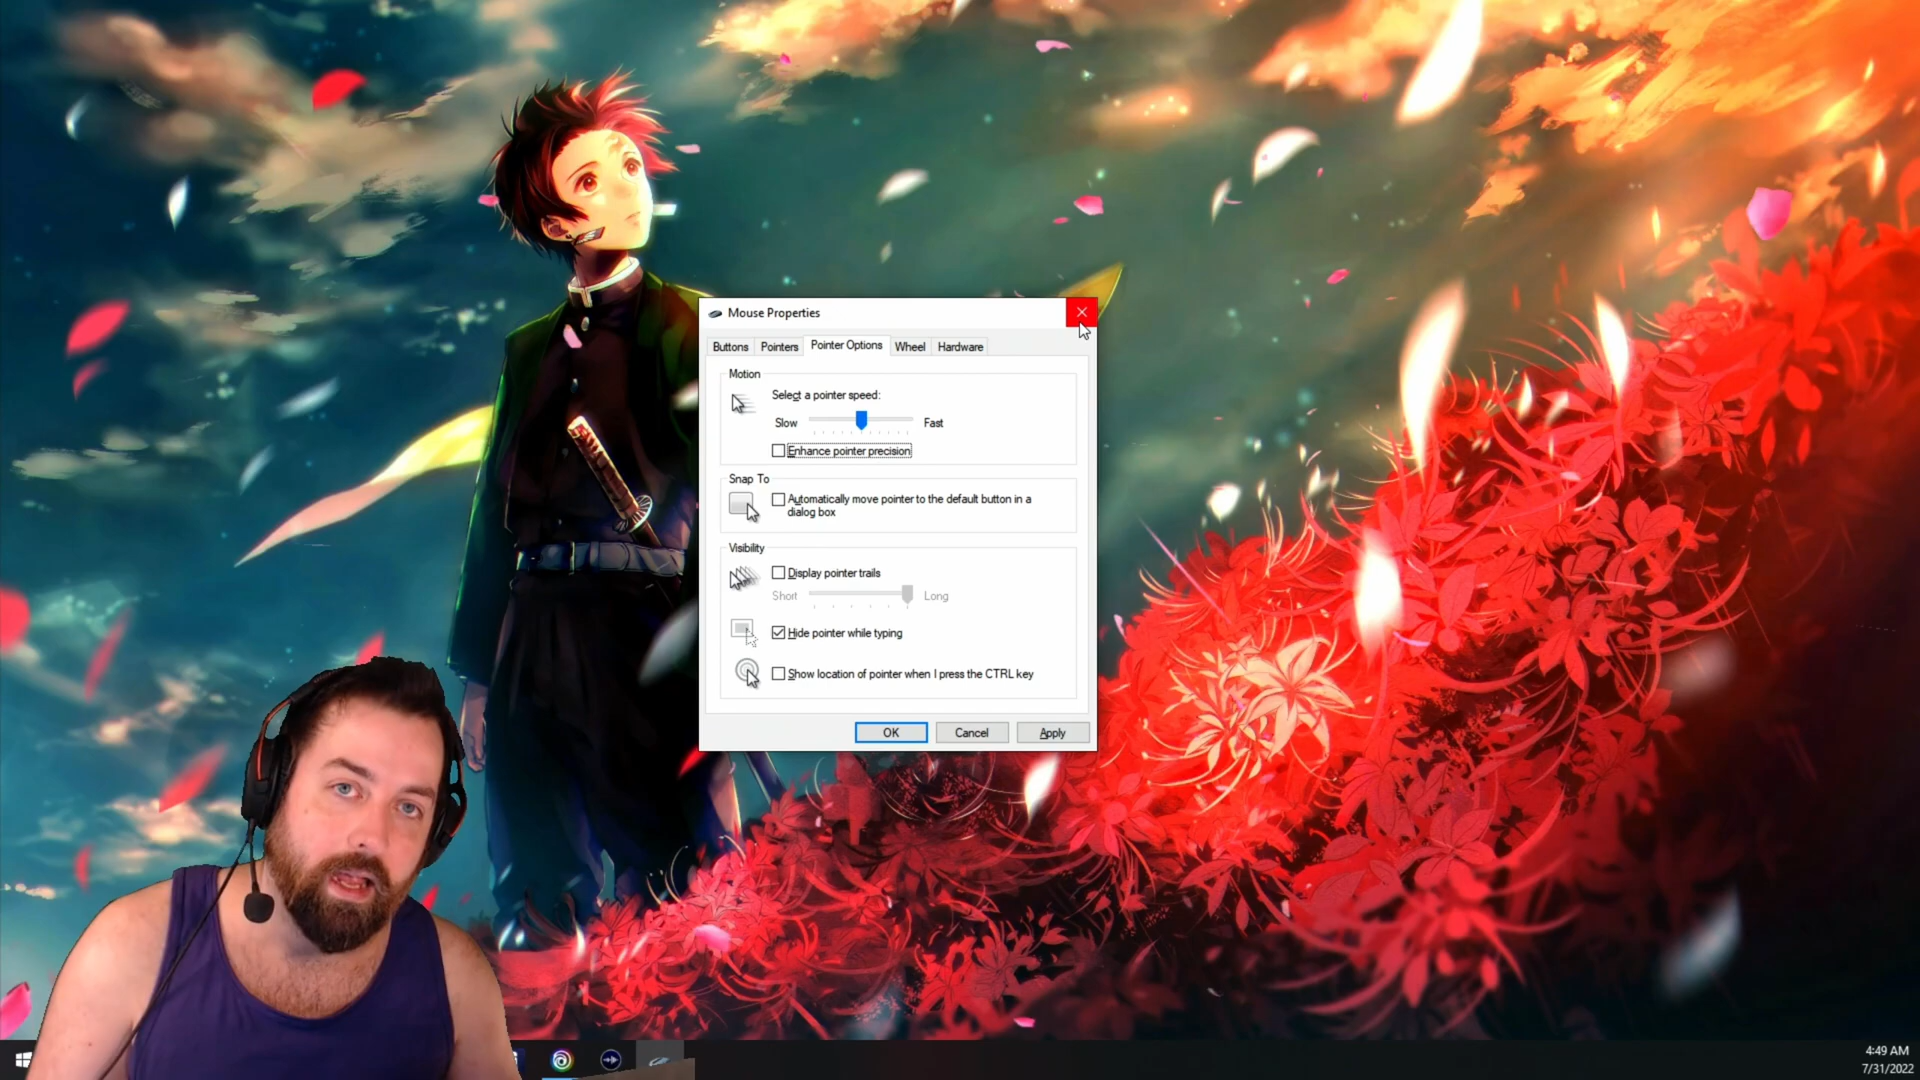 Mouse Properties
Buttons Pointers Pointer Options Wheel Hardware
Motion
Select a pointer speed:
Slow Fast
Enhance pointer precision
Snap To
Automatically move pointer to the default button in a
dialog box
Visibility
Display pointer trails
Short Long
Hide pointer while typing
Show location of pointer when I press the CTRL key
OK Cancel Apply
4:49 AM
7/31/2022